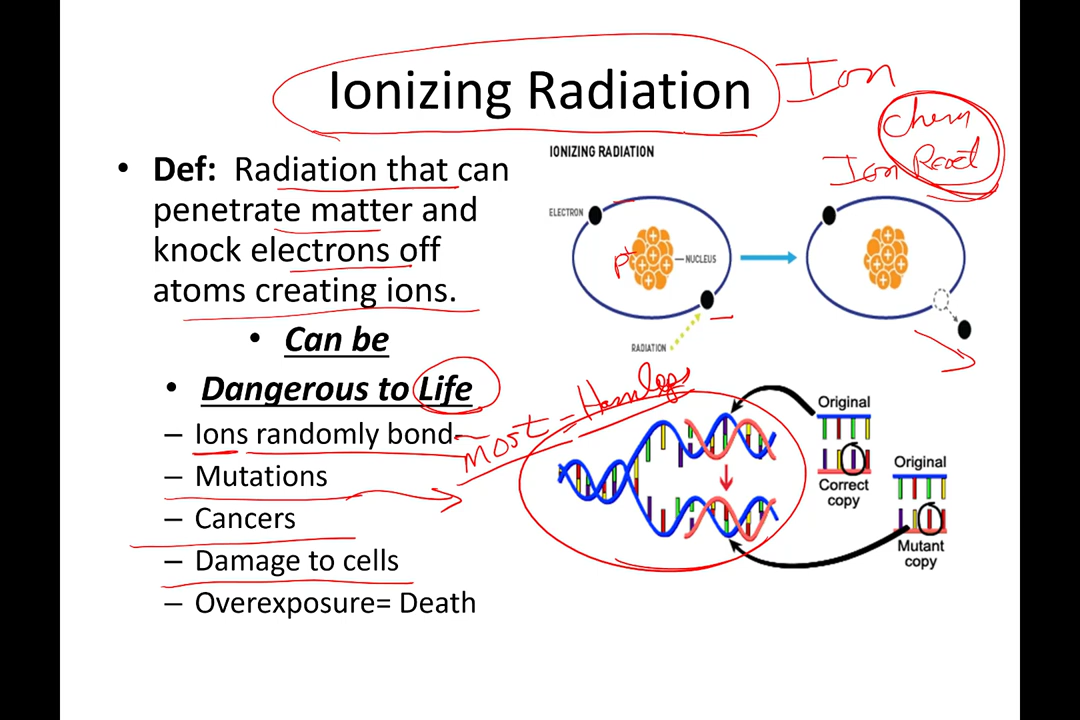 Ionizing Radiation
Ion
Chem
Ion React
• Def: Radiation that can
penetrate matter and
knock electrons off
atoms creating ions.
• Can be
• Dangerous to Life
– Ions randomly bond-
– Mutations
– Cancers
– Damage to cells
– Overexposure= Death
IONIZING RADIATION
ELECTRON
p+
NUCLEUS
RADIATION
most = Harmless
Original
Correct
copy
Original
Mutant
copy